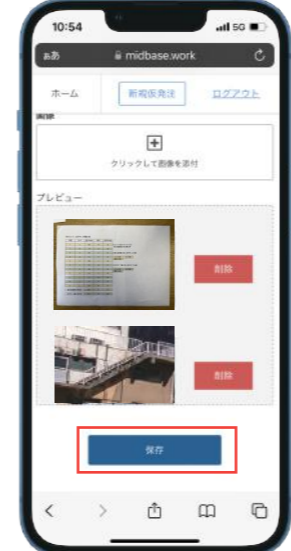 10:54
5G
ぁあ
midbase.work
ホーム
新規仮発注
ログアウト
画像
クリックして画像を添付
プレビュー
削除
削除
保存